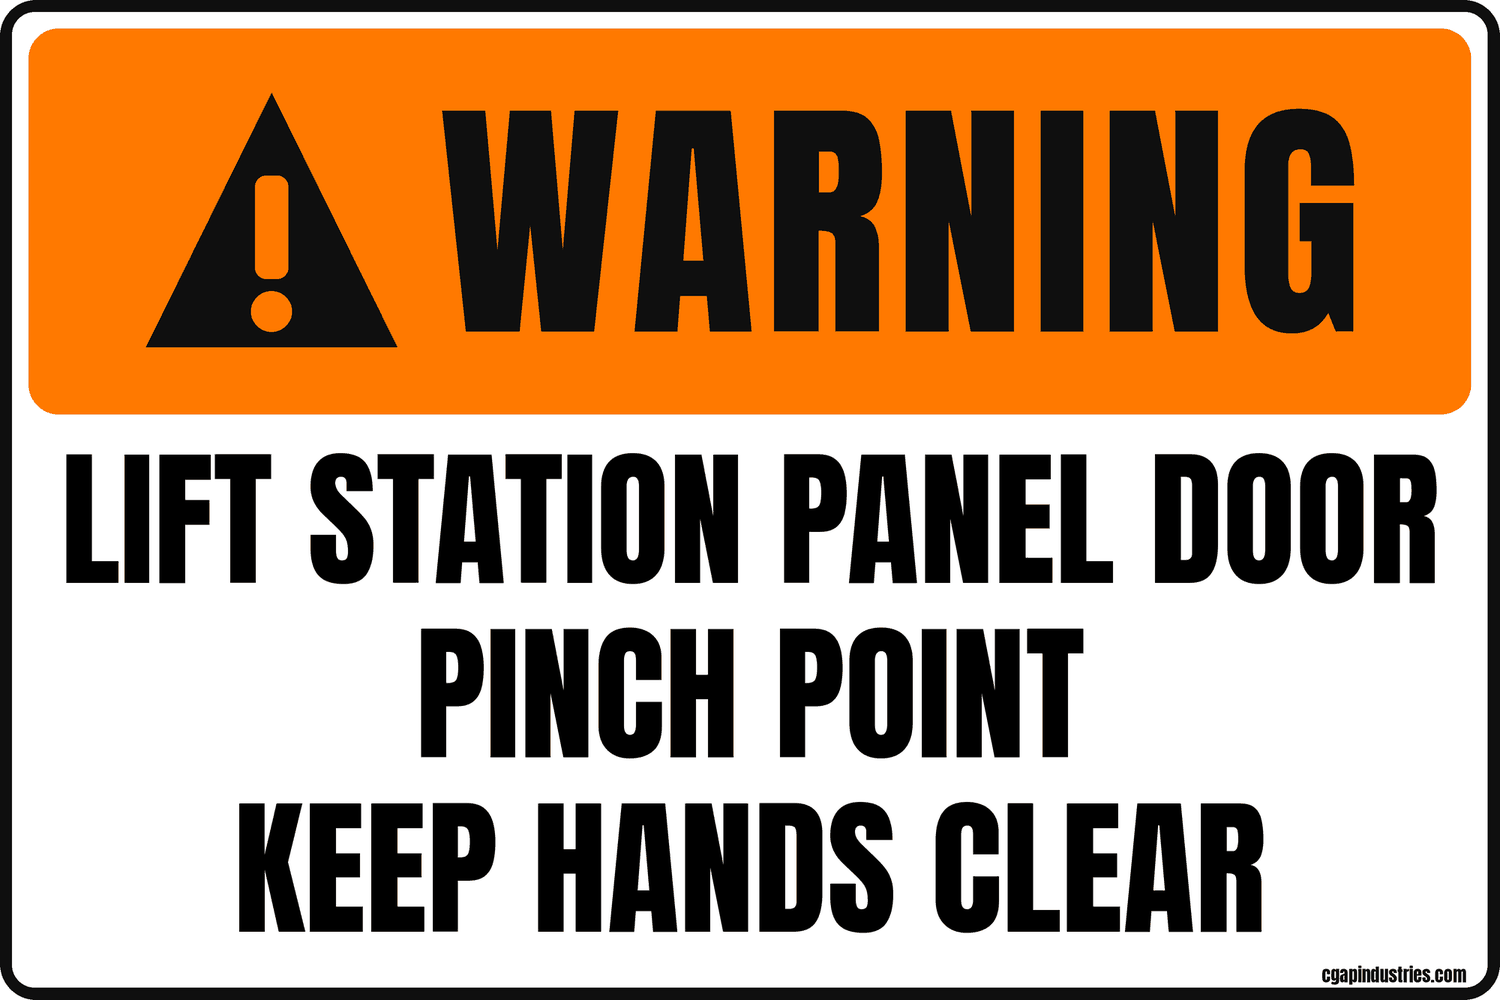 WARNING
LIFT STATION PANEL DOOR
PINCH POINT
KEEP HANDS CLEAR
cgapindustries.com